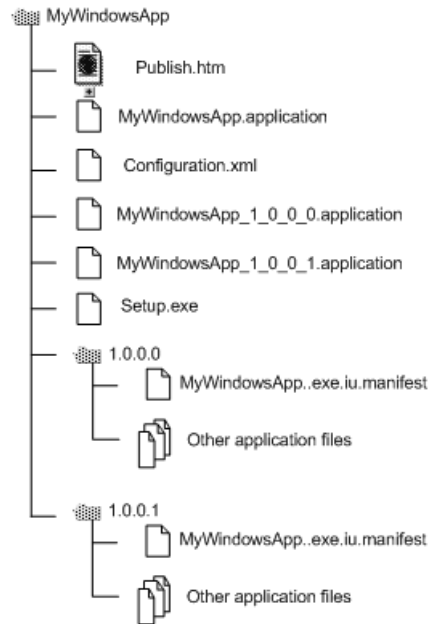 MyWindowsApp
Publish.htm
MyWindowsApp.application
Configuration.xml
MyWindowsApp_1_0_0_0.application
MyWindowsApp_1_0_0_1.application
Setup.exe
1.0.0.0
MyWindowsApp..exe.iu.manifest
Other application files
1.0.0.1
MyWindowsApp..exe.iu.manifest
Other application files